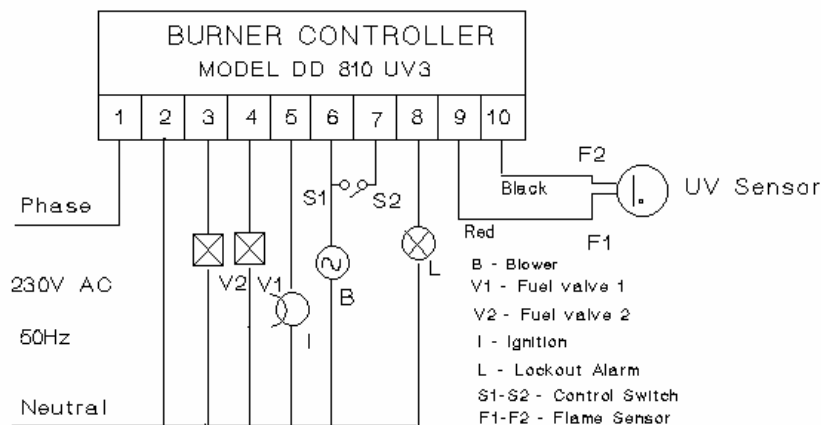 BURNER CONTROLLER
MODEL DD 810 UV3
1 2 3 4 5 6 7 8 9 10
F2
S1
S2
Black
UV Sensor
Phase
Red
F1
230V AC
V2
V1
B
L
I
50Hz
Neutral
B - Blower
V1 - Fuel valve 1
V2 - Fuel valve 2
I - Ignition
L - Lockout Alarm
S1-S2 - Control Switch
F1-F2 - Flame Sensor